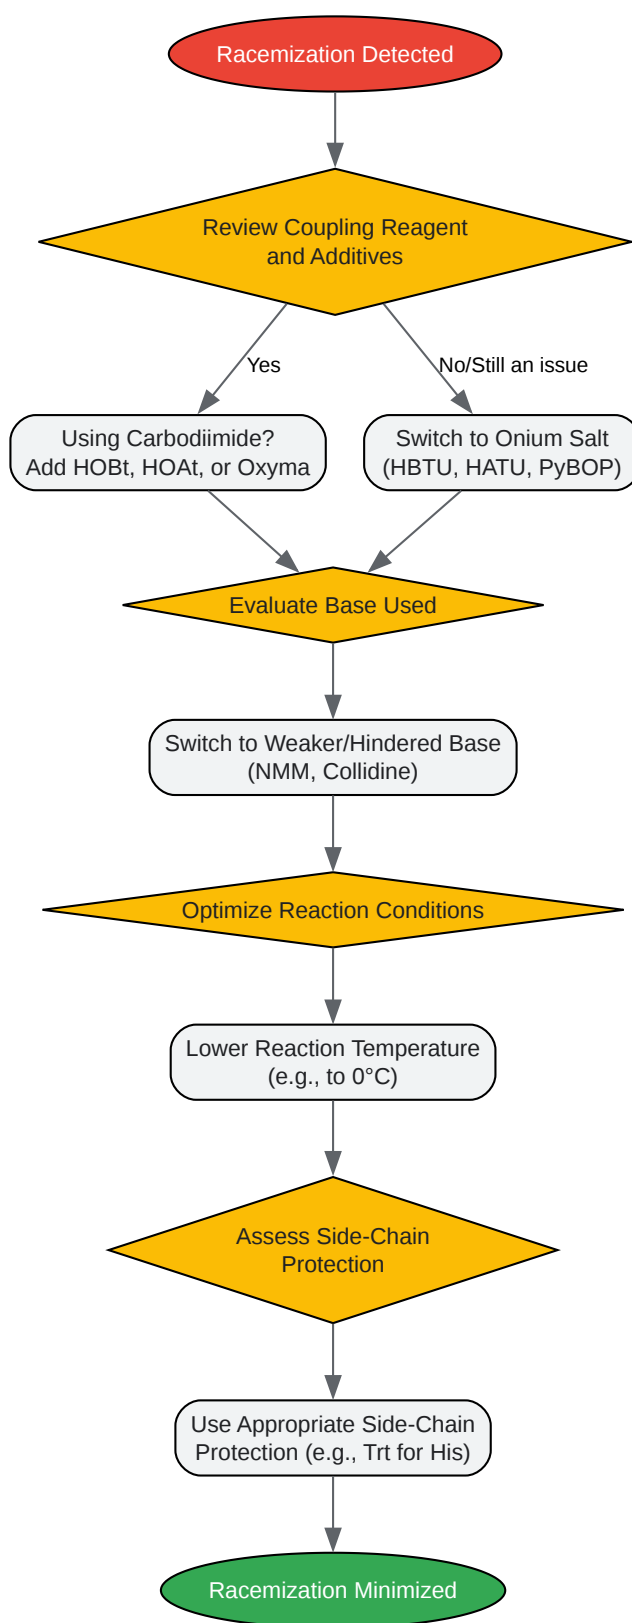 Racemization Detected
Review Coupling Reagent
and Additives
Yes
No/Still an issue
Using Carbodiimide?
Add HOBt, HOAt, or Oxyma
Switch to Onium Salt
(HBTU, HATU, PyBOP)
Evaluate Base Used
Switch to Weaker/Hindered Base
(NMM, Collidine)
Optimize Reaction Conditions
Lower Reaction Temperature
(e.g., to 0°C)
Assess Side-Chain
Protection
Use Appropriate Side-Chain
Protection (e.g., Trt for His)
Racemization Minimized